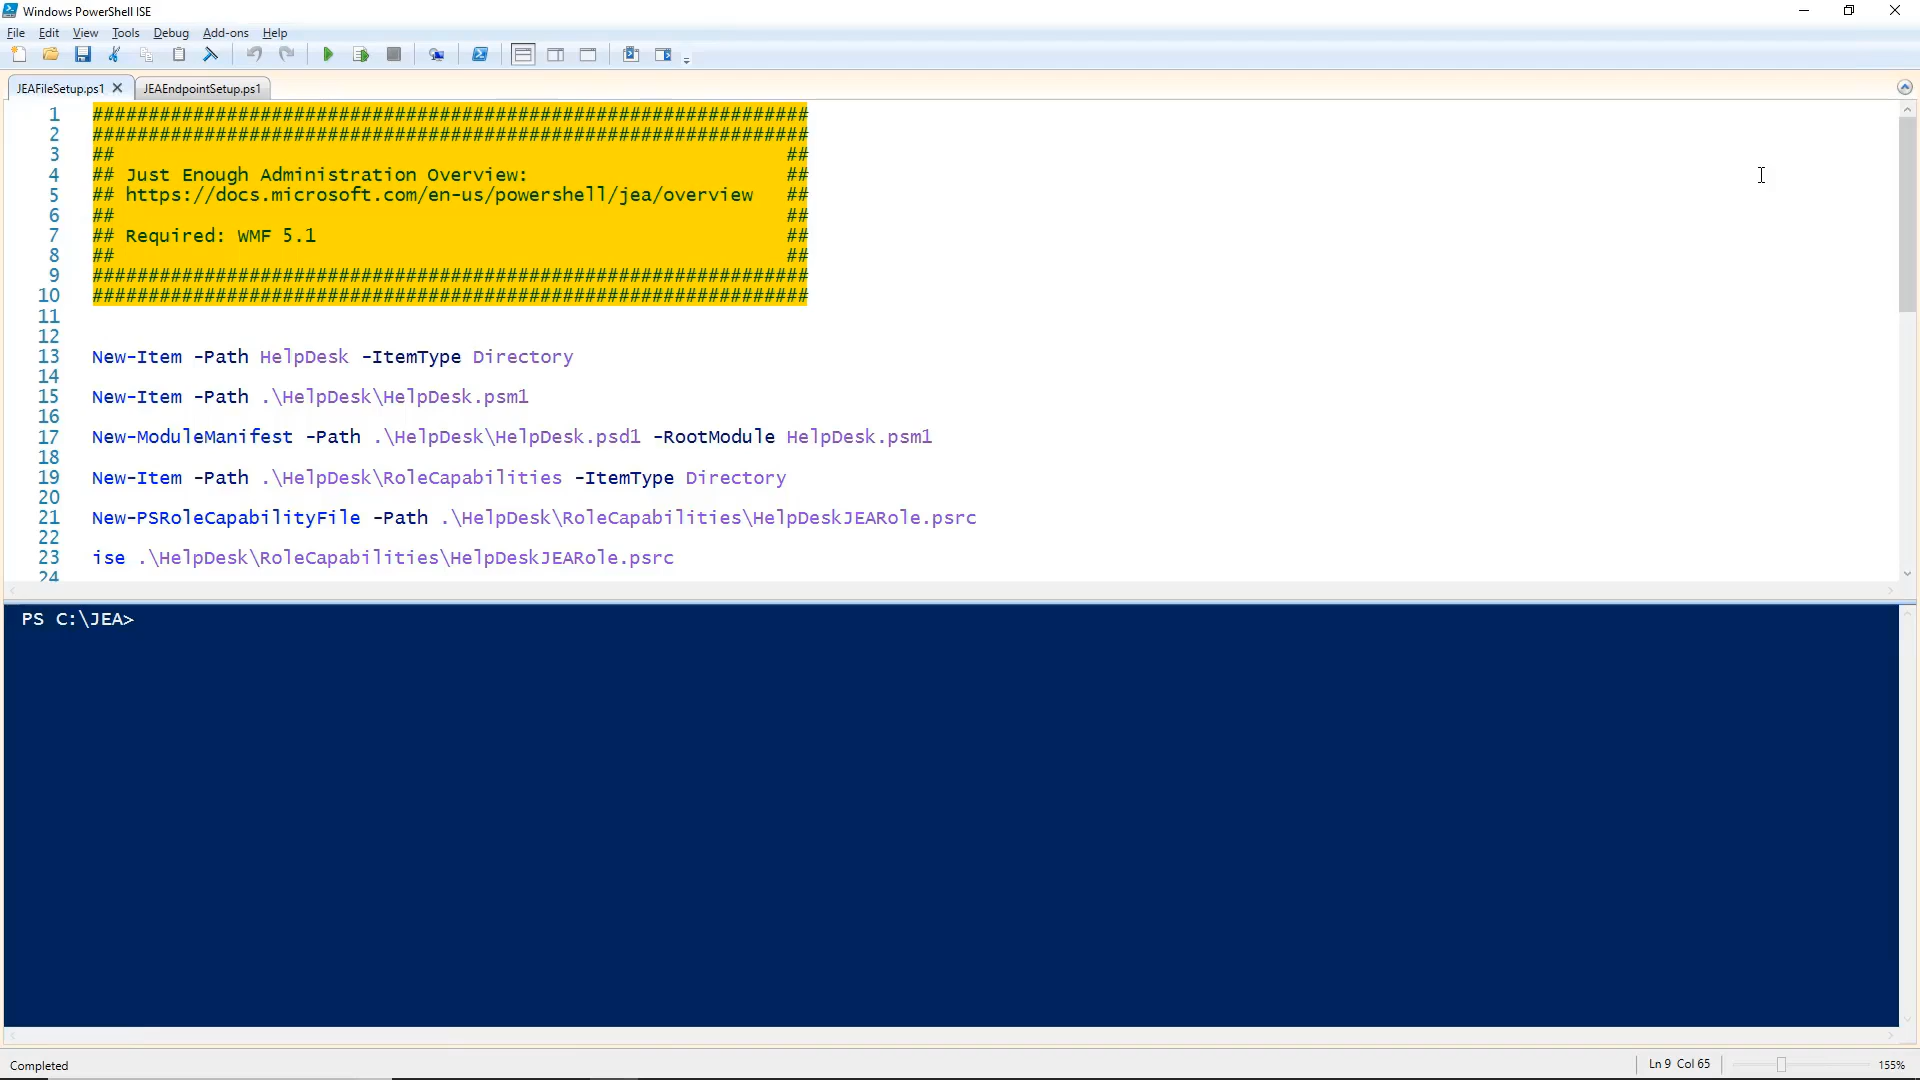 Windows PowerShell ISE
File Edit View Tools Debug Add-ons Help
JEAFileSetup.ps1 JEAEndpointSetup.ps1
1 ################################################################
2 ################################################################
3 ## ##
4 ## Just Enough Administration Overview: ##
5 ## https://docs.microsoft.com/en-us/powershell/jea/overview ##
6 ## ##
7 ## Required: WMF 5.1 ##
8 ## ##
9 ################################################################
10 ################################################################
11
12
13 New-Item -Path HelpDesk -ItemType Directory
14
15 New-Item -Path .\HelpDesk\HelpDesk.psm1
16
17 New-ModuleManifest -Path .\HelpDesk\HelpDesk.psd1 -RootModule HelpDesk.psm1
18
19 New-Item -Path .\HelpDesk\RoleCapabilities -ItemType Directory
20
21 New-PSRoleCapabilityFile -Path .\HelpDesk\RoleCapabilities\HelpDeskJEARole.psrc
22
23 ise .\HelpDesk\RoleCapabilities\HelpDeskJEARole.psrc
24
PS C:\JEA>
Completed
Ln 9 Col 65
155%